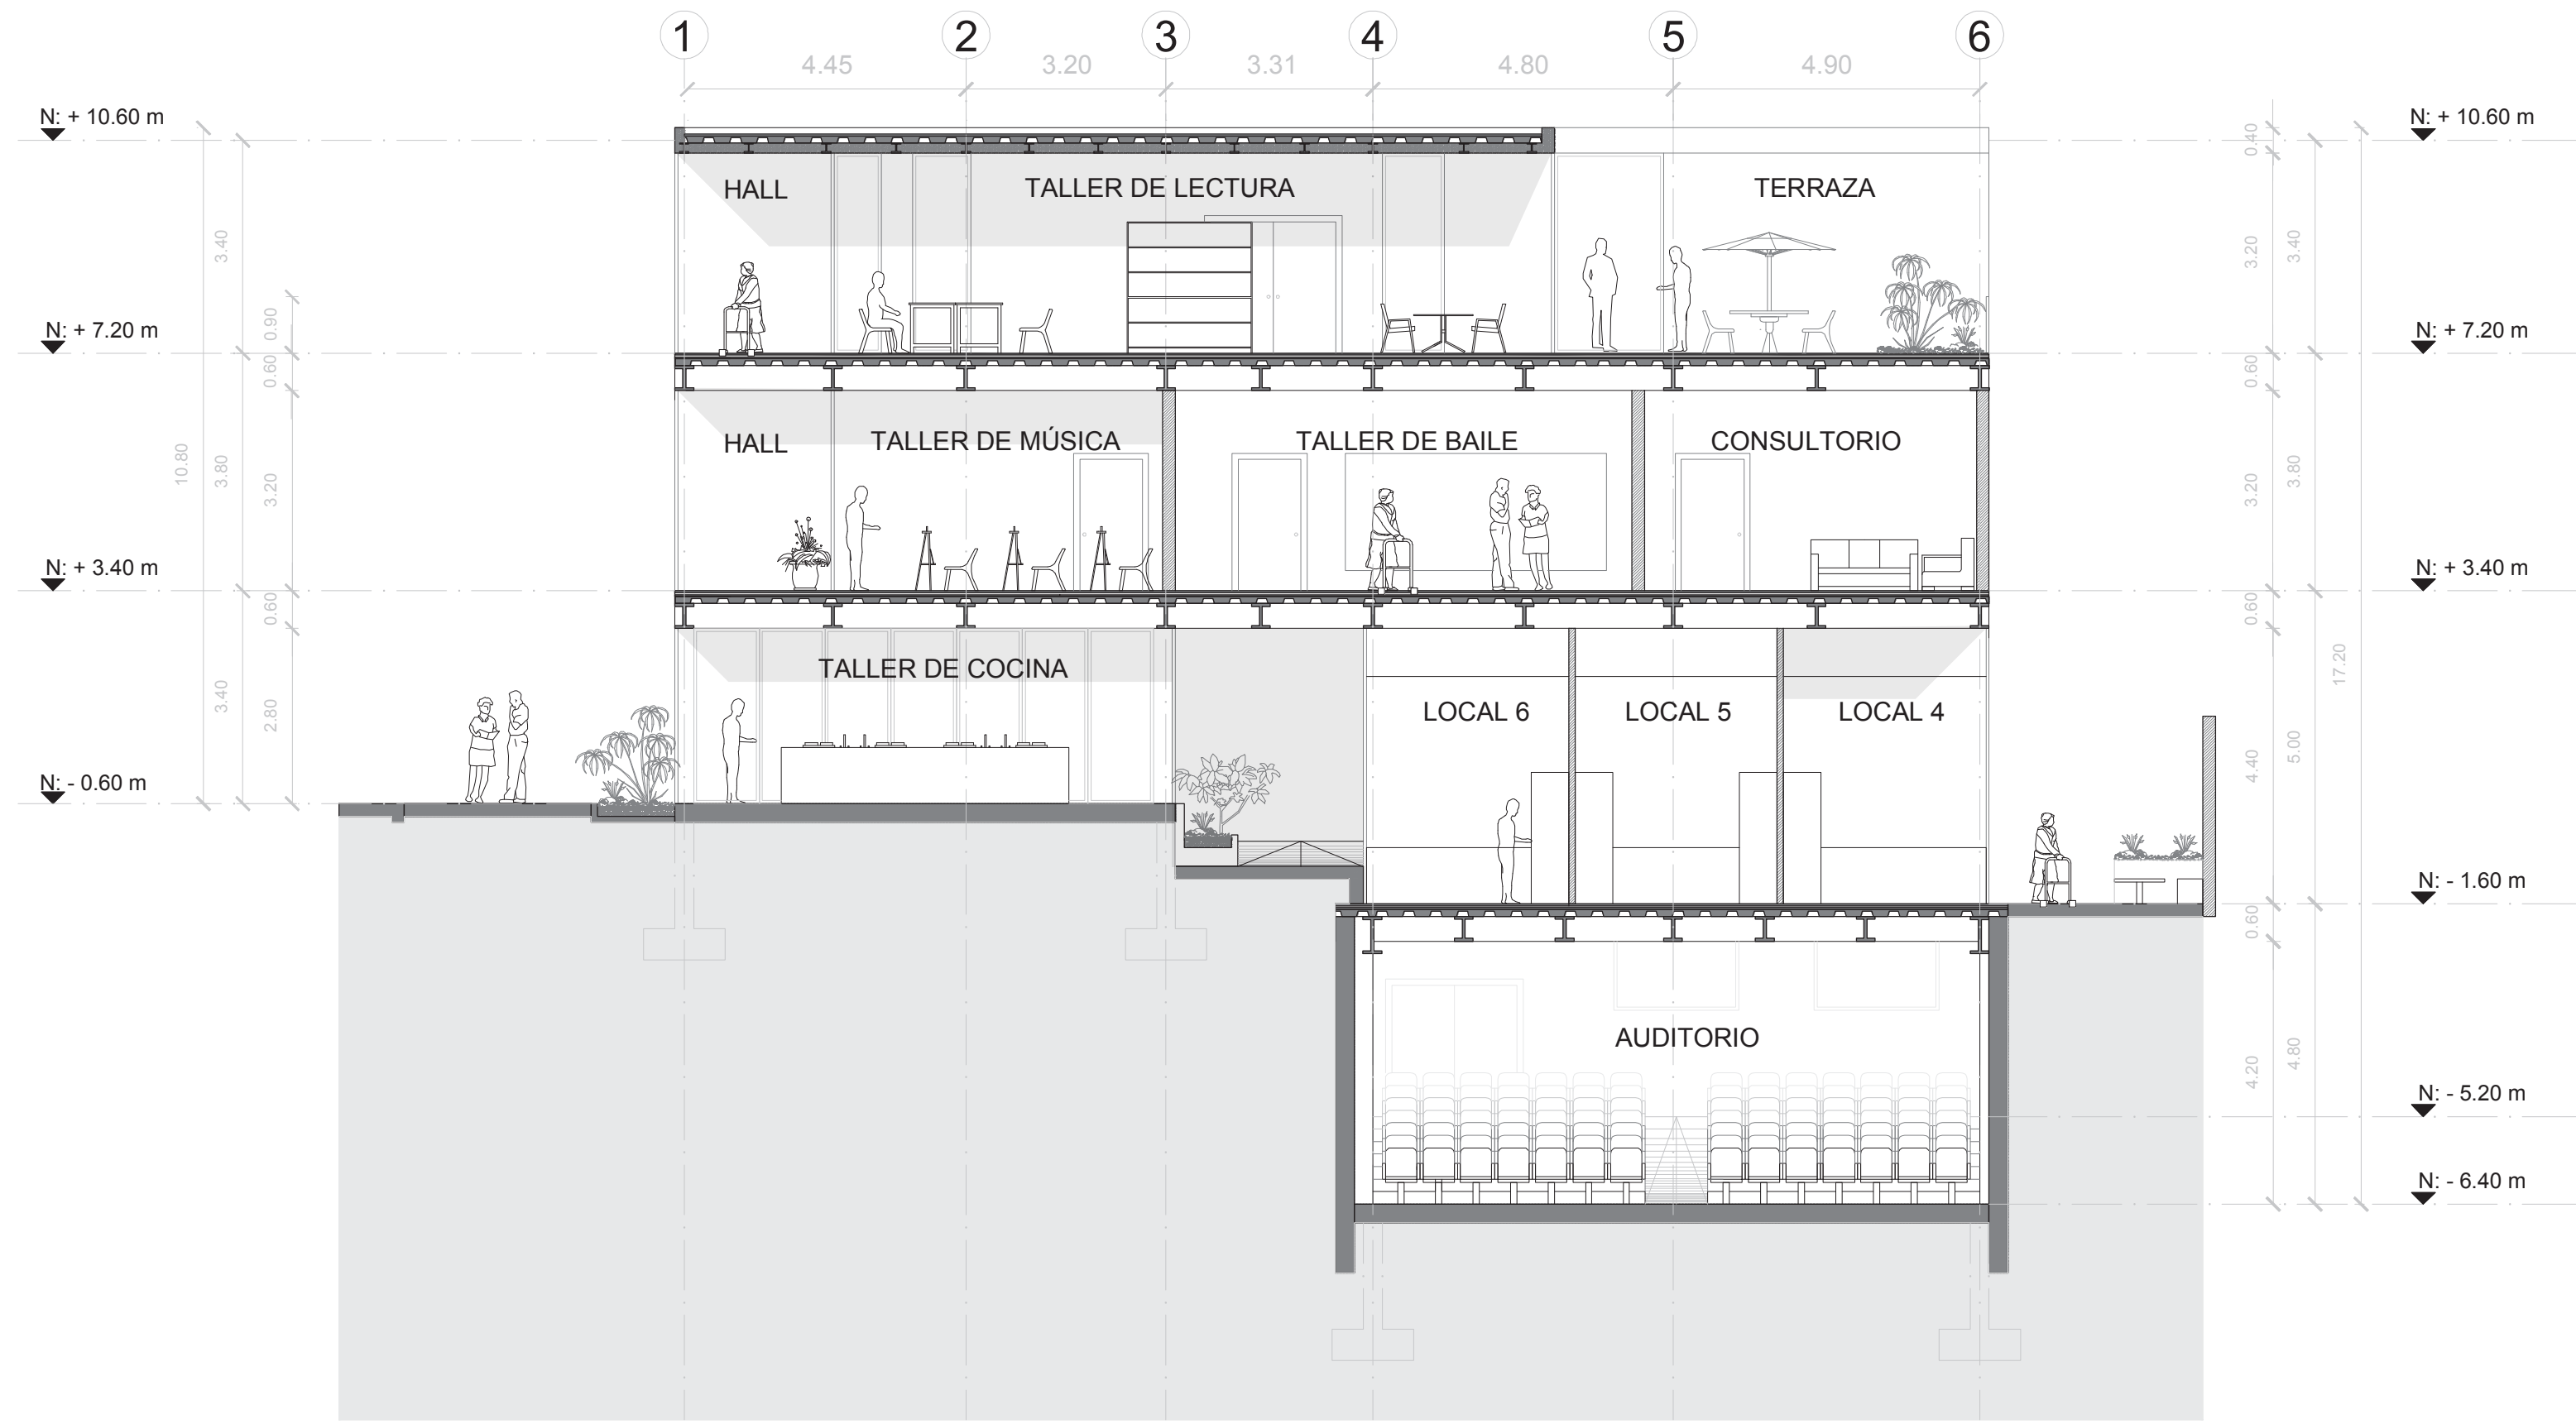 1 2 3 4 5 6
4.45 3.20 3.31 4.80 4.90
N: + 10.60 m
N: + 10.60 m
0.40
HALL TALLER DE LECTURA TERRAZA
3.40
3.20
3.40
0.90
N: + 7.20 m
N: + 7.20 m
0.60
0.60
HALL TALLER DE MÚSICA TALLER DE BAILE CONSULTORIO
10.80
3.80
3.20
3.20
3.80
N: + 3.40 m
N: + 3.40 m
0.60
0.60
TALLER DE COCINA
17.20
3.40
2.80
LOCAL 6 LOCAL 5 LOCAL 4
4.40
5.00
N: - 0.60 m
N: - 1.60 m
0.60
AUDITORIO
4.20
4.80
N: - 5.20 m
N: - 6.40 m